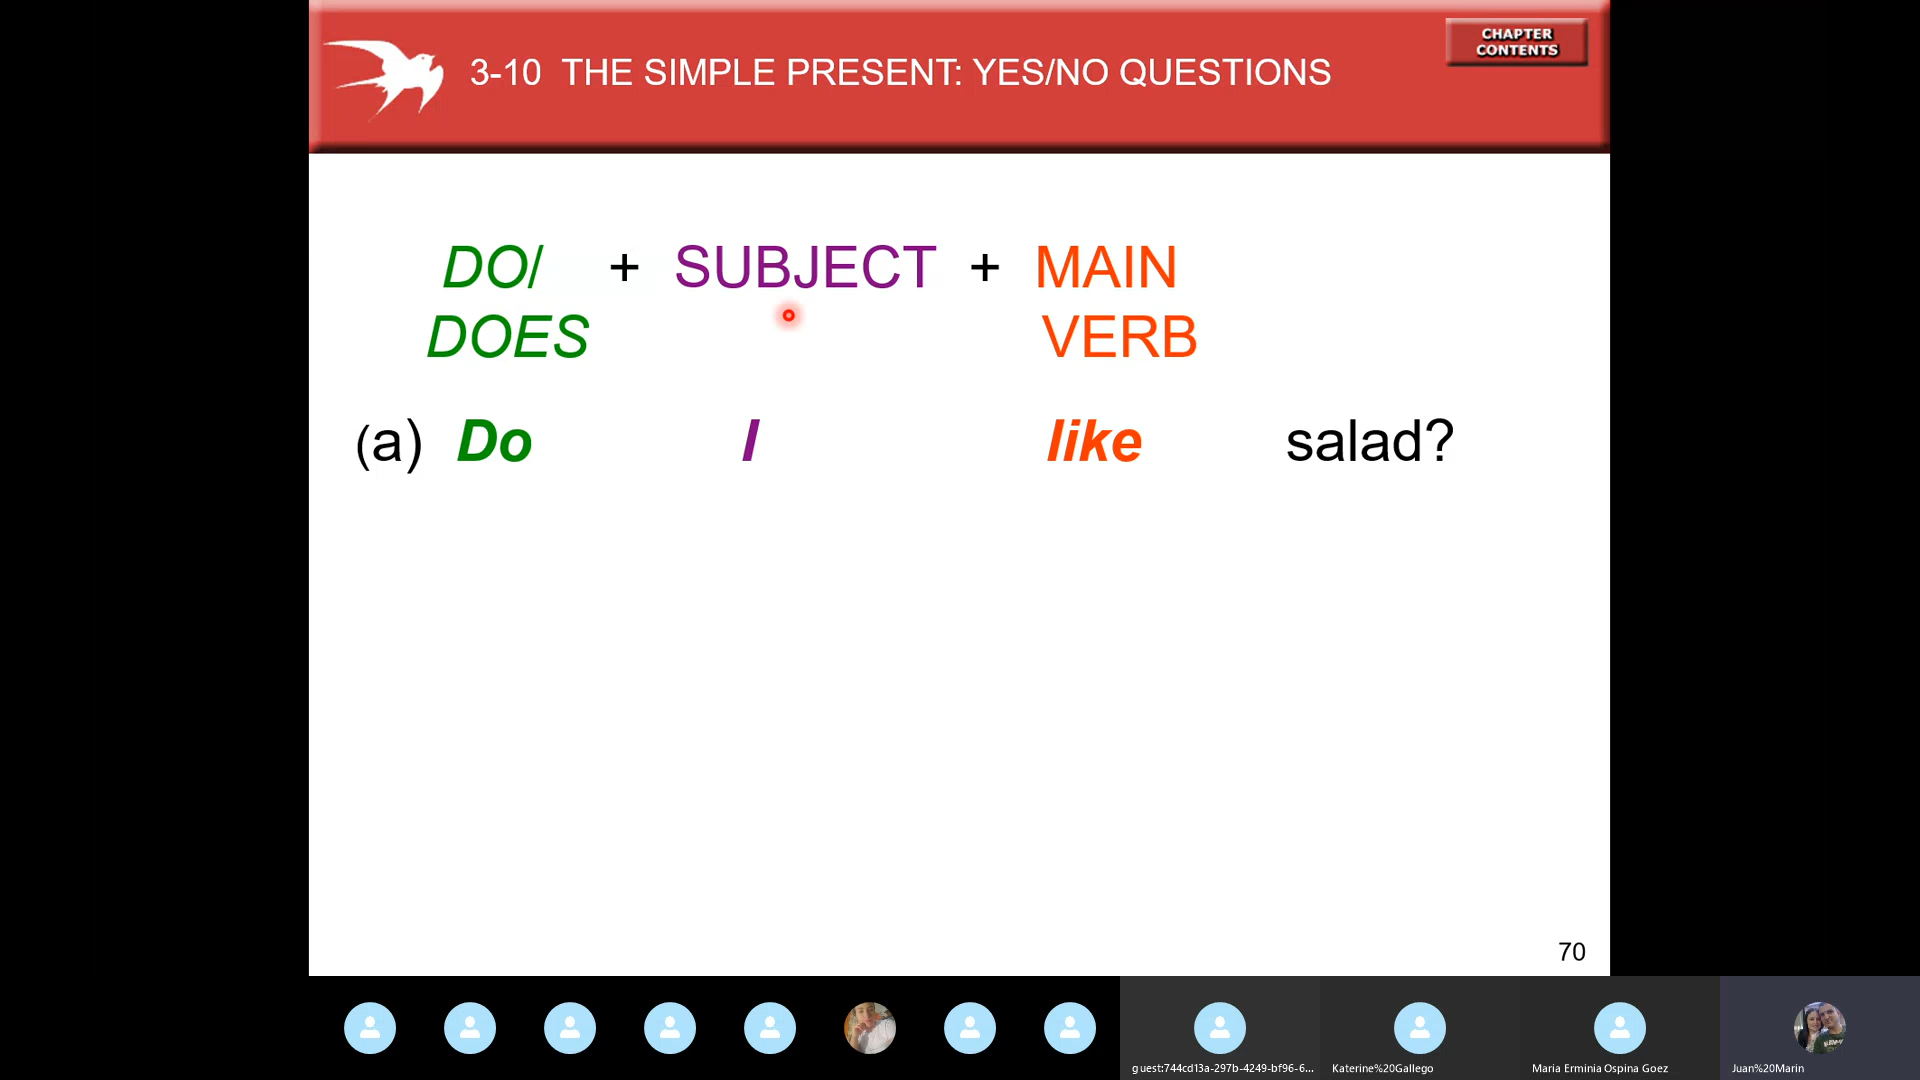 CHAPTER
CONTENTS
3-10 THE SIMPLE PRESENT: YES/NO QUESTIONS
DO/ + SUBJECT + MAIN
DOES VERB
(a) Do I like salad?
70
guest:744cd13a-297b-4249-bf96-6...
Katerine%20Gallego
Maria Erminia Ospina Goez
Juan%20Marin